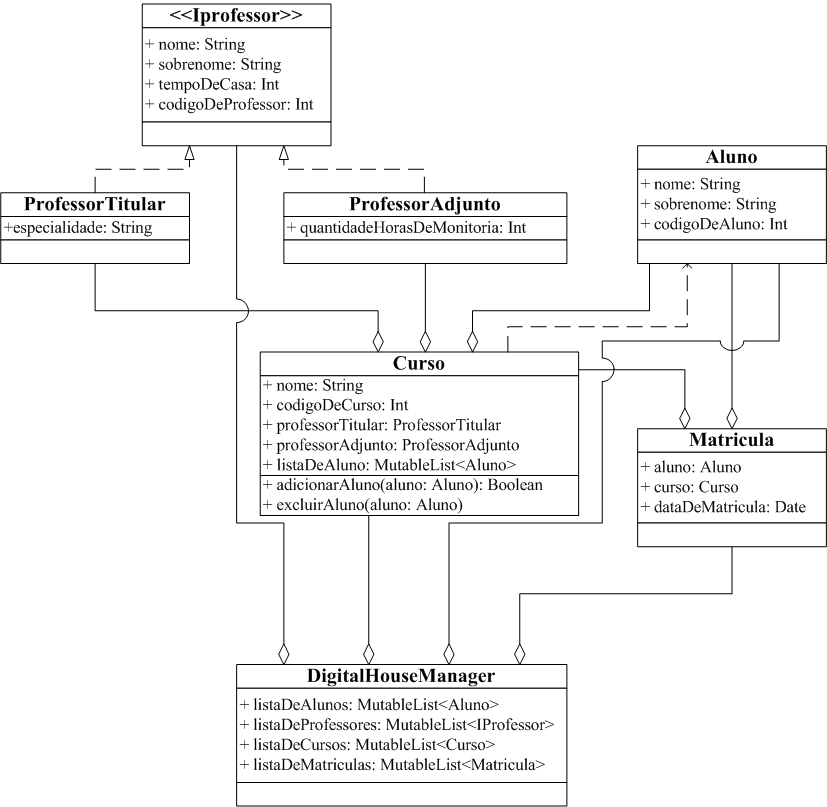 <<Iprofessor>>
+ nome: String
+ sobrenome: String
+ tempoDeCasa: Int
+ codigoDeProfessor: Int
Aluno
+ nome: String
+ sobrenome: String
+ codigoDeAluno: Int
ProfessorTitular
+especialidade: String
ProfessorAdjunto
+ quantidadeHorasDeMonitoria: Int
Curso
+ nome: String
+ codigoDeCurso: Int
+ professorTitular: ProfessorTitular
+ professorAdjunto: ProfessorAdjunto
+ listaDeAluno: MutableList<Aluno>
+ adicionarAluno(aluno: Aluno): Boolean
+ excluirAluno(aluno: Aluno)
Matricula
+ aluno: Aluno
+ curso: Curso
+ dataDeMatricula: Date
DigitalHouseManager
+ listaDeAlunos: MutableList<Aluno>
+ listaDeProfessores: MutableList<IProfessor>
+ listaDeCursos: MutableList<Curso>
+ listaDeMatriculas: MutableList<Matricula>